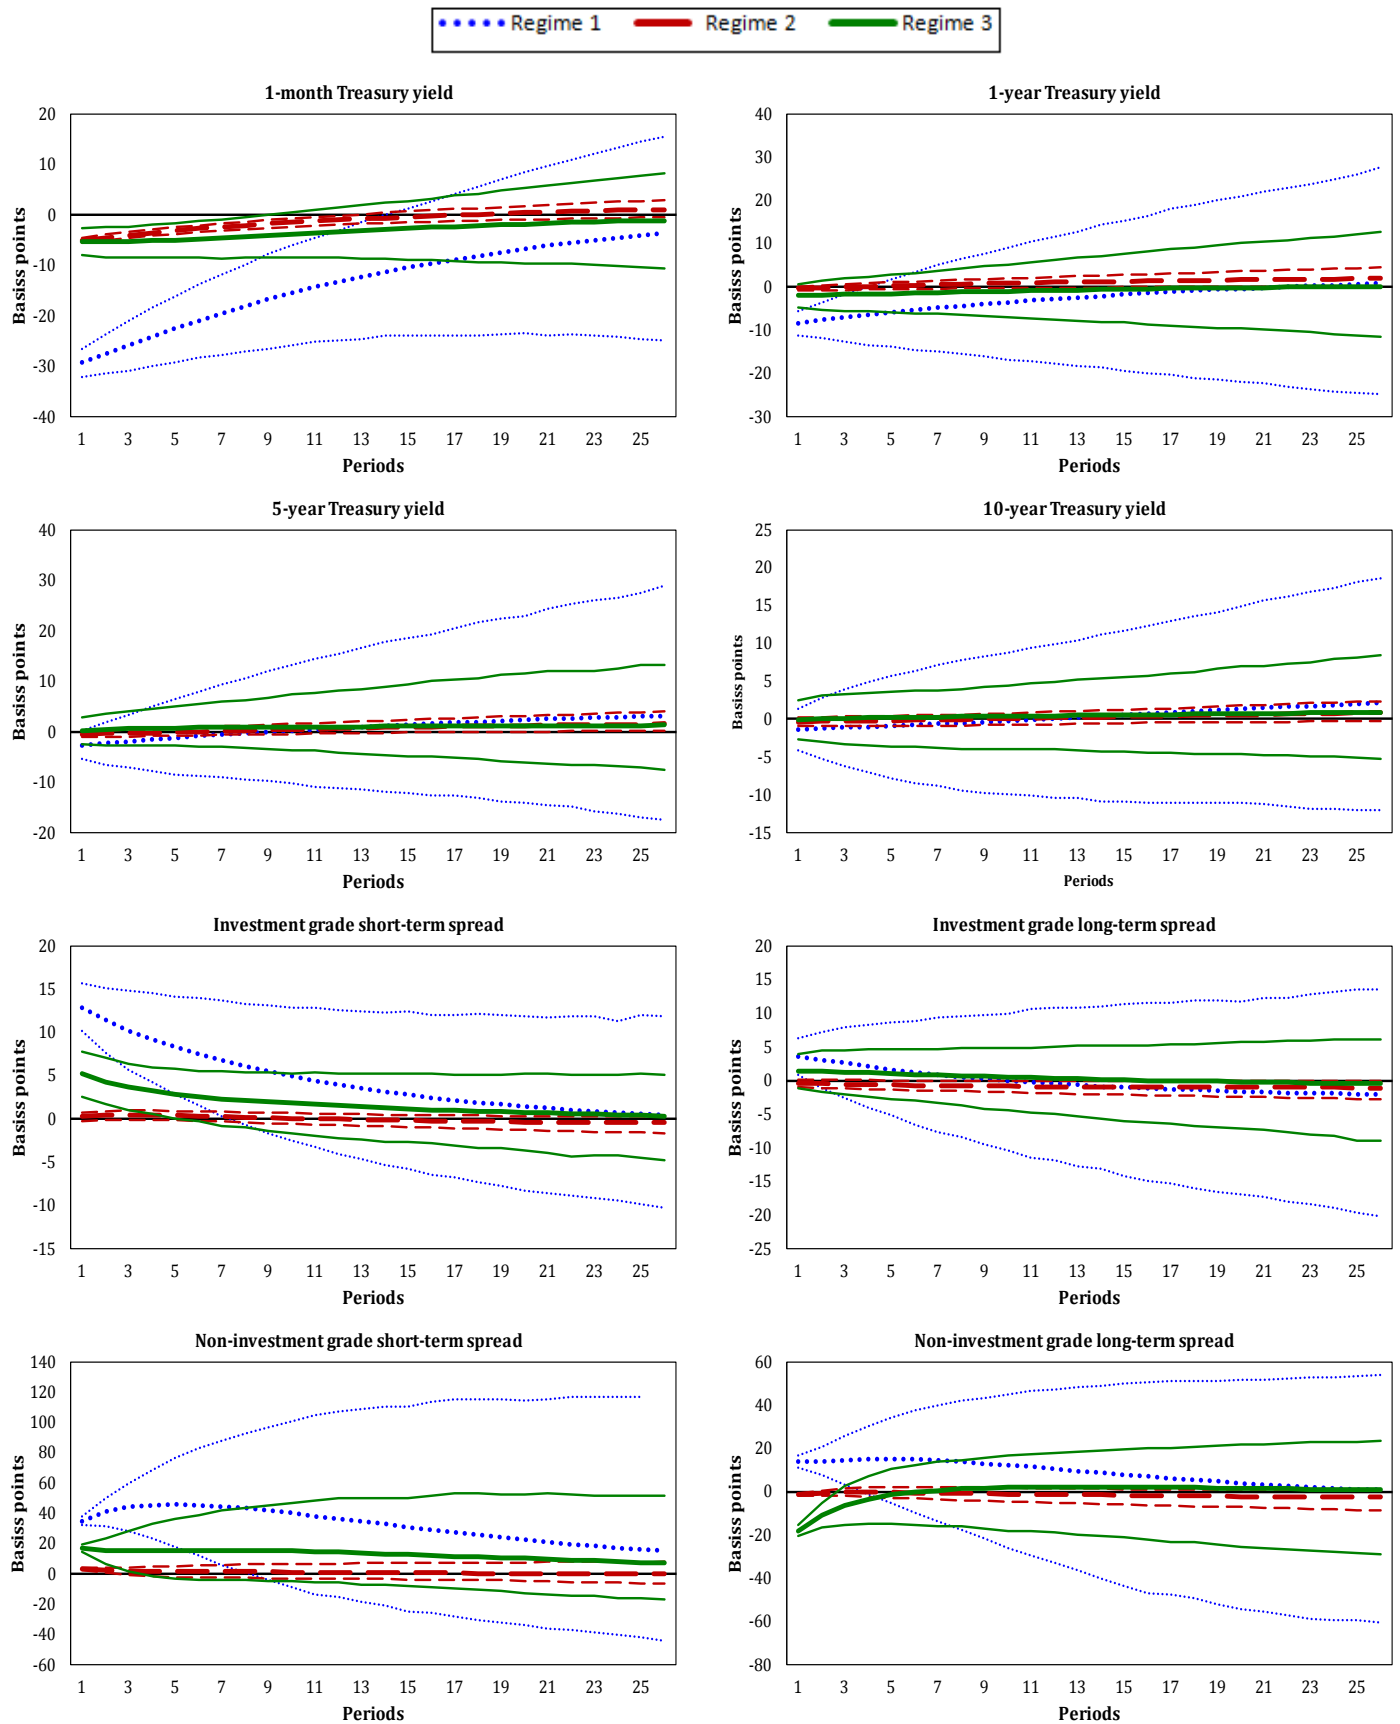 Regime 1 Regime 2 Regime 3
1-month Treasury yield
20
10
0
-10
-20
-30
-40
Basiss points
1 3 5 7 9 11 13 15 17 19 21 23 25
Periods
1-year Treasury yield
40
30
20
10
0
-10
-20
-30
Basiss points
1 3 5 7 9 11 13 15 17 19 21 23 25
Periods
5-year Treasury yield
40
30
20
10
0
-10
-20
Basiss points
1 3 5 7 9 11 13 15 17 19 21 23 25
Periods
10-year Treasury yield
25
20
15
10
5
0
-5
-10
-15
Basiss points
1 3 5 7 9 11 13 15 17 19 21 23 25
Periods
Investment grade short-term spread
20
15
10
5
0
-5
-10
-15
Basiss points
1 3 5 7 9 11 13 15 17 19 21 23 25
Periods
Investment grade long-term spread
20
15
10
5
0
-5
-10
-15
-20
-25
Basiss points
1 3 5 7 9 11 13 15 17 19 21 23 25
Periods
Non-investment grade short-term spread
140
120
100
80
60
40
20
0
-20
-40
-60
Basiss points
1 3 5 7 9 11 13 15 17 19 21 23 25
Periods
Non-investment grade long-term spread
60
40
20
0
-20
-40
-60
-80
Basiss points
1 3 5 7 9 11 13 15 17 19 21 23 25
Periods